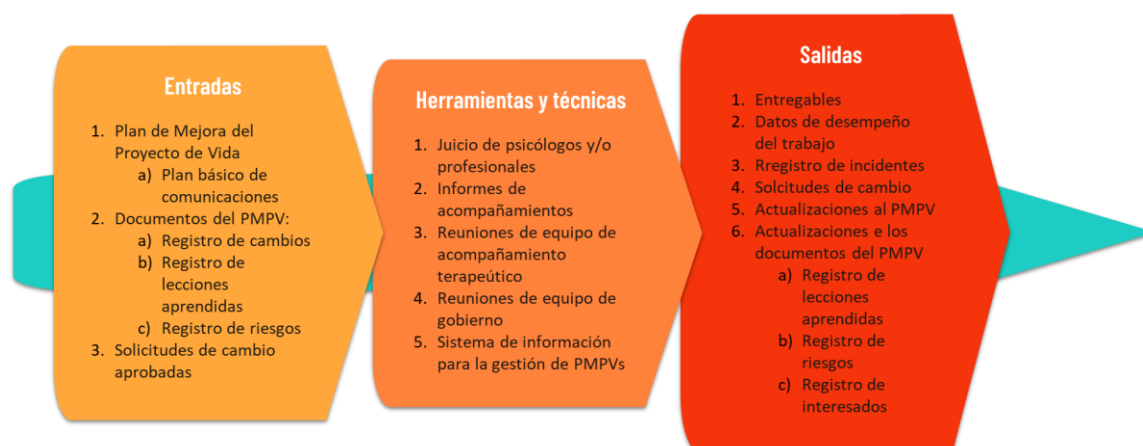 Entradas
1. Plan de Mejora del
Proyecto de Vida
a) Plan básico de
comunicaciones
2. Documentos del PMPV:
a) Registro de cambios
b) Registro de
lecciones
aprendidas
c) Registro de riesgos
3. Solicitudes de cambio
aprobadas
Herramientas y técnicas
1. Juicio de psicólogos y/o
profesionales
2. Informes de
acompañamientos
3. Reuniones de equipo de
acompañamiento
terapeútico
4. Reuniones de equipo de
gobierno
5. Sistema de información
para la gestión de PMPVs
Salidas
1. Entregables
2. Datos de desempeño
del trabajo
3. Rregistro de incidentes
4. Solcitudes de cambio
5. Actualizaciones al PMPV
6. Actualizaciones e los
documentos del PMPV
a) Registro de
lecciones
aprendidas
b) Registro de
riesgos
c) Registro de
interesados